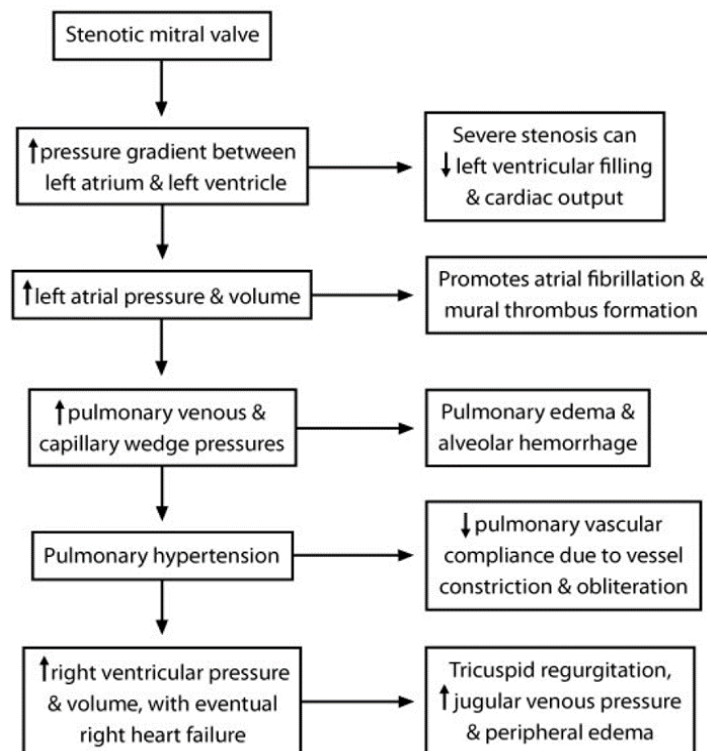 Stenotic mitral valve
↑pressure gradient between
left atrium & left ventricle
Severe stenosis can
↓ left ventricular filling
& cardiac output
↑left atrial pressure & volume
Promotes atrial fibrillation &
mural thrombus formation
↑pulmonary venous &
capillary wedge pressures
Pulmonary edema &
alveolar hemorrhage
Pulmonary hypertension
↓ pulmonary vascular
compliance due to vessel
constriction & obliteration
↑right ventricular pressure
& volume, with eventual
right heart failure
Tricuspid regurgitation,
↑ jugular venous pressure
& peripheral edema